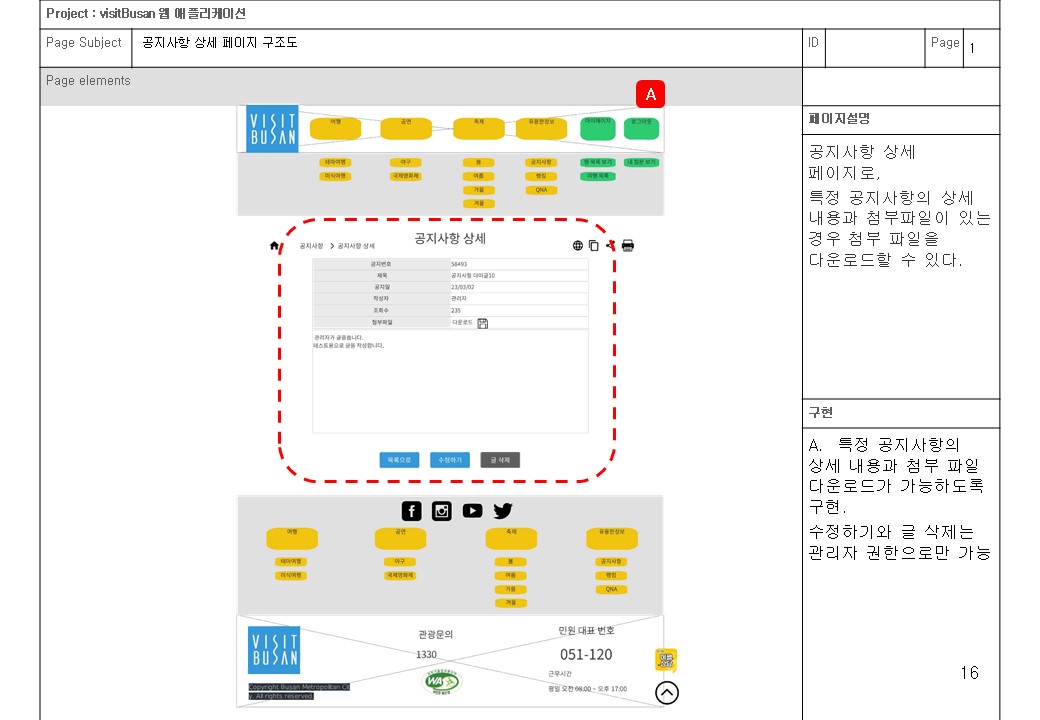 Project : visitBusan 웹 애플리케이션
Page Subject 공지사항 상세 페이지 구조도 ID Page 1
Page elements
A
VISIT
BUSAN
여행 공연 축제 유용한정보 마이페이지 로그아웃
테마여행 야구 봄 공지사항 찜 목록 보기 내 질문 보기
미식여행 국제영화제 여름 랭킹 여행 목록
가을 QNA
겨울
공지사항 상세
공지사항 > 공지사항 상세
공지번호 58493
제목 공지사항 더미글10
공지일 23/03/02
작성자 관리자
조회수 235
첨부파일 다운로드
관리자가 글을씁니다.
테스트용으로 글을 작성합니다.
목록으로 수정하기 글 삭제
여행 공연 축제 유용한정보
테마여행 야구 봄 공지사항
미식여행 국제영화제 여름 랭킹
가을 QNA
겨울
VISIT
BUSAN
관광문의
1330
WA
민원 대표 번호
051-120
근무시간
평일 오전 08:00 ~ 오후 17:00
Copyright Busan Metropolitan Cit
y. All rights reserved.
페이지설명
공지사항 상세
페이지로,
특정 공지사항의 상세
내용과 첨부파일이 있는
경우 첨부 파일을
다운로드할 수 있다.
구현
A. 특정 공지사항의
상세 내용과 첨부 파일
다운로드가 가능하도록
구현.
수정하기와 글 삭제는
관리자 권한으로만 가능
16